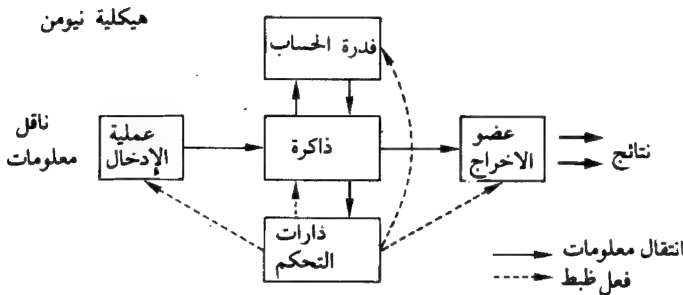 هيكلية نيومن
قدرة الحساب
ناقل
معلومات
عملية
الإدخال
ذاكرة
عضو
الاخراج
نتائج
ذارات
التحكم
انتقال معلومات
فعل ظبط